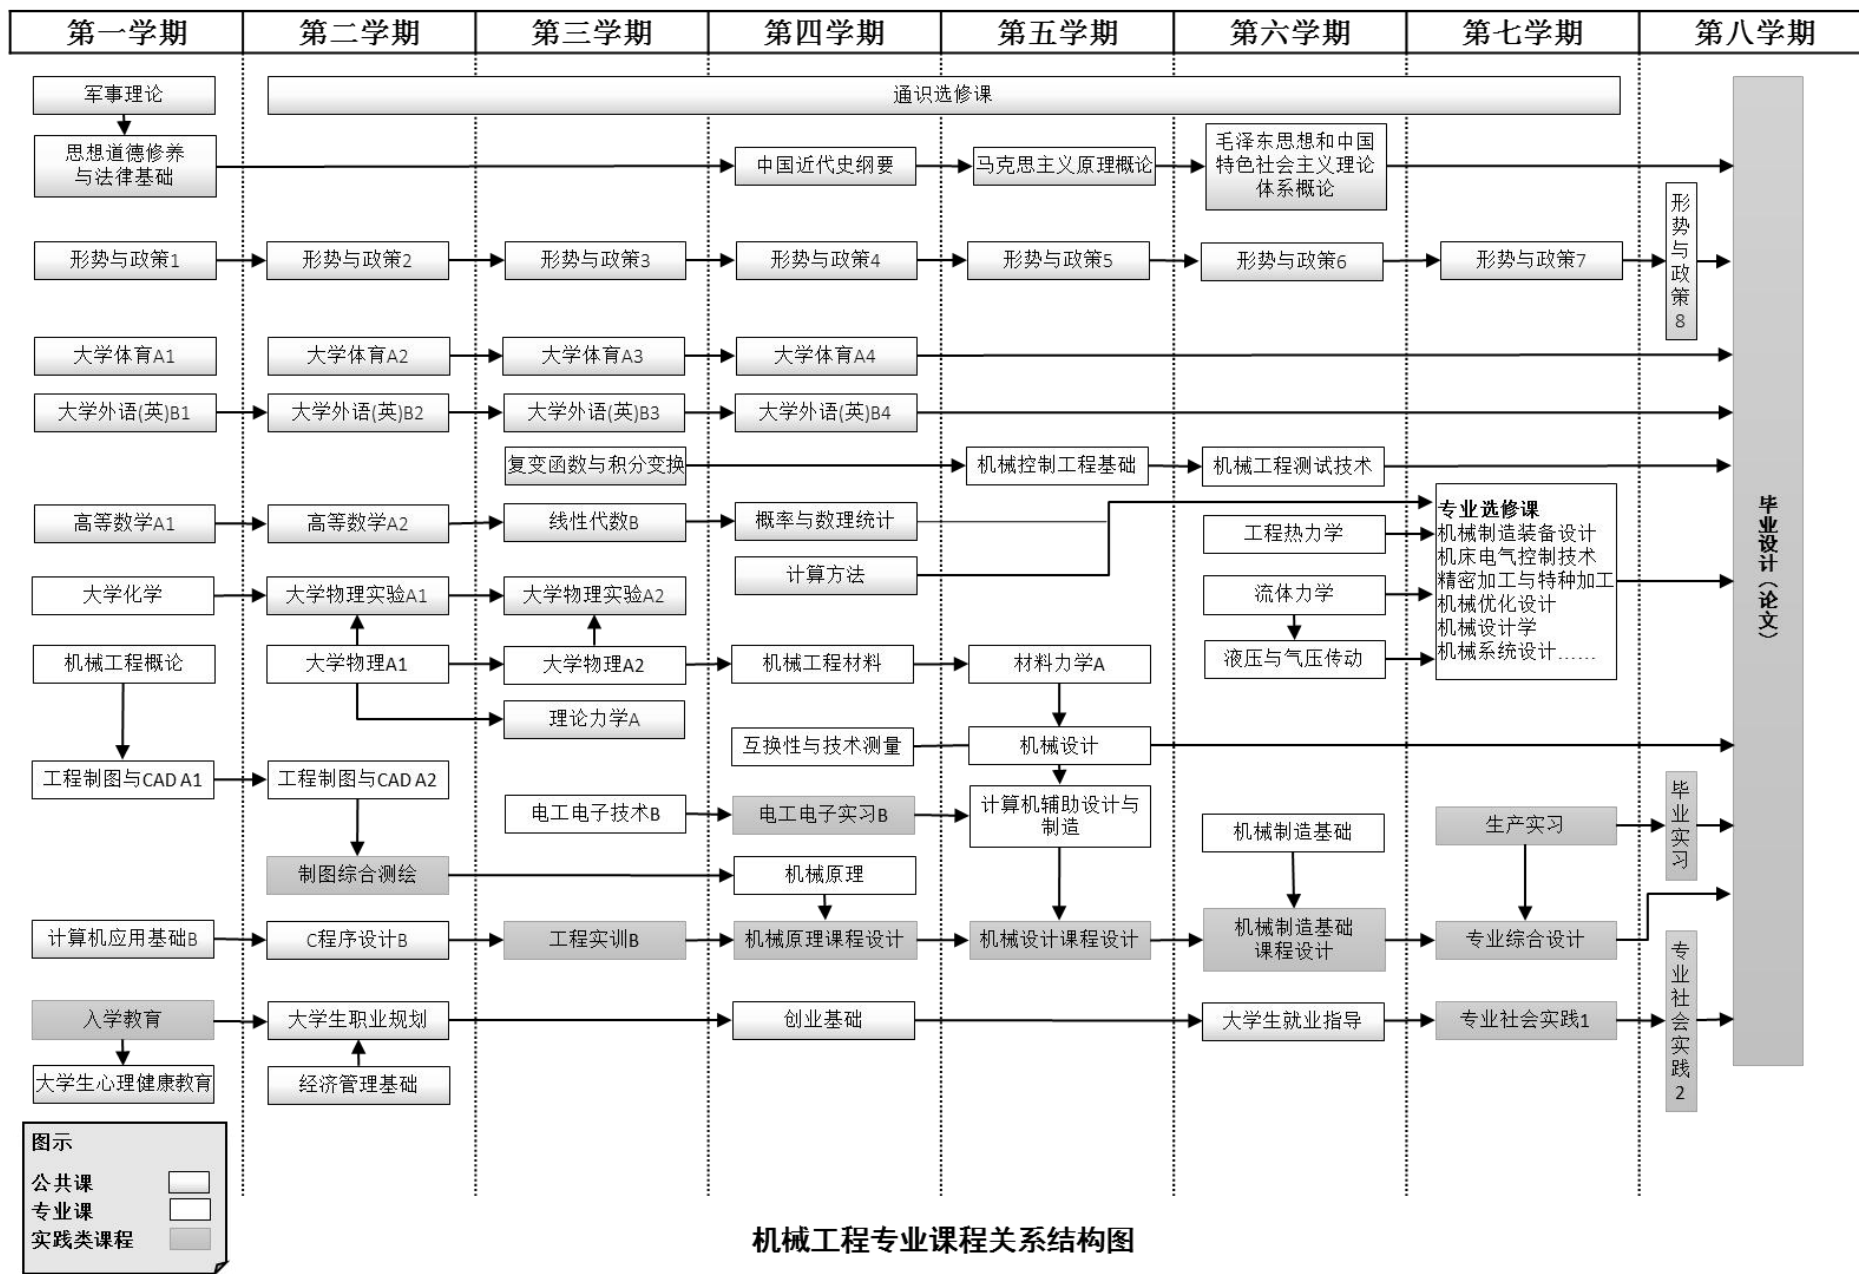 第一学期
第二学期
第三学期
第四学期
第五学期
第六学期
第七学期
第八学期
军事理论
通识选修课
思想道德修养
与法律基础
中国近代史纲要
马克思主义原理概论
毛泽东思想和中国
特色社会主义理论
体系概论
形势与政策1
形势与政策2
形势与政策3
形势与政策4
形势与政策5
形势与政策6
形势与政策7
形势与政策8
大学体育A1
大学体育A2
大学体育A3
大学体育A4
大学外语(英)B1
大学外语(英)B2
大学外语(英)B3
大学外语(英)B4
复变函数与积分变换
机械控制工程基础
机械工程测试技术
高等数学A1
高等数学A2
线性代数B
概率与数理统计
计算方法
工程热力学
流体力学
液压与气压传动
专业选修课
机械制造装备设计
机床电气控制技术
精密加工与特种加工
机械优化设计
机械设计学
机械系统设计……
毕业设计（论文）
大学化学
大学物理实验A1
大学物理实验A2
机械工程概论
大学物理A1
大学物理A2
机械工程材料
材料力学A
理论力学A
互换性与技术测量
机械设计
工程制图与CAD A1
工程制图与CAD A2
电工电子技术B
电工电子实习B
计算机辅助设计与
制造
机械制造基础
生产实习
毕业实习
制图综合测绘
机械原理
计算机应用基础B
C程序设计B
工程实训B
机械原理课程设计
机械设计课程设计
机械制造基础
课程设计
专业综合设计
入学教育
大学生职业规划
创业基础
大学生就业指导
专业社会实践1
专业社会实践2
大学生心理健康教育
经济管理基础
图示
公共课
专业课
实践类课程
机械工程专业课程关系结构图